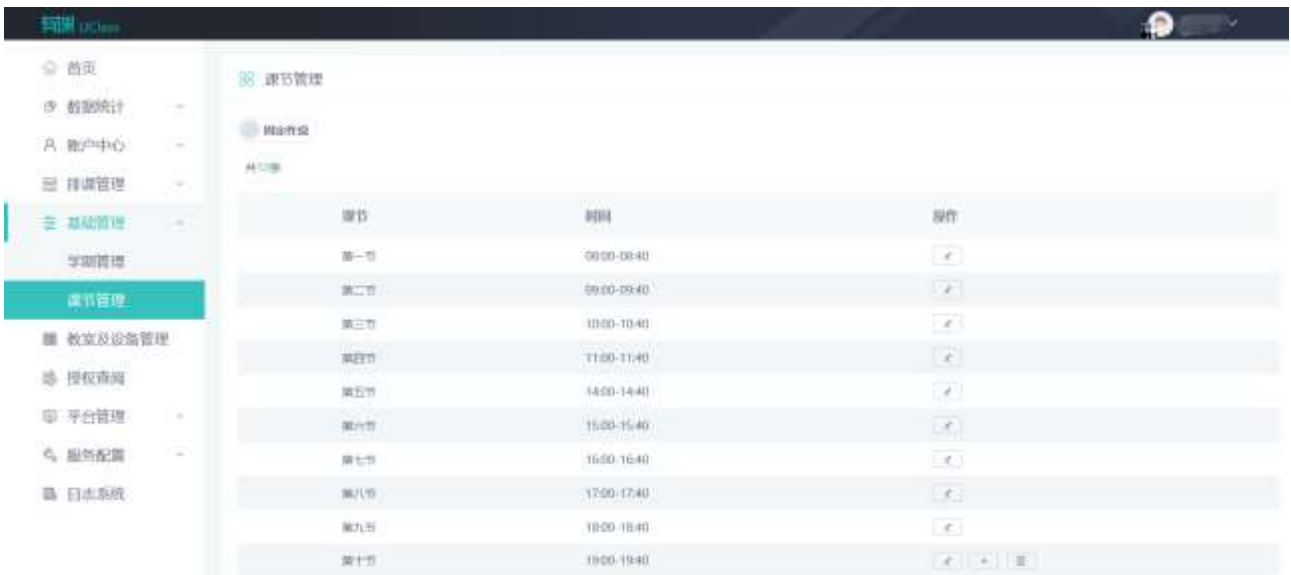 UClass
首页
课节管理
数据统计
账户中心
排课管理
基础管理
学期管理
课节管理
教室及设备管理
授权查阅
平台管理
服务配置
日志系统
课节 时间 操作
第一节 08:00-08:40
第二节 09:00-09:40
第三节 10:00-10:40
第四节 11:00-11:40
第五节 14:00-14:40
第六节 15:00-15:40
第七节 16:00-16:40
第八节 17:00-17:40
第九节 18:00-18:40
第十节 19:00-19:40